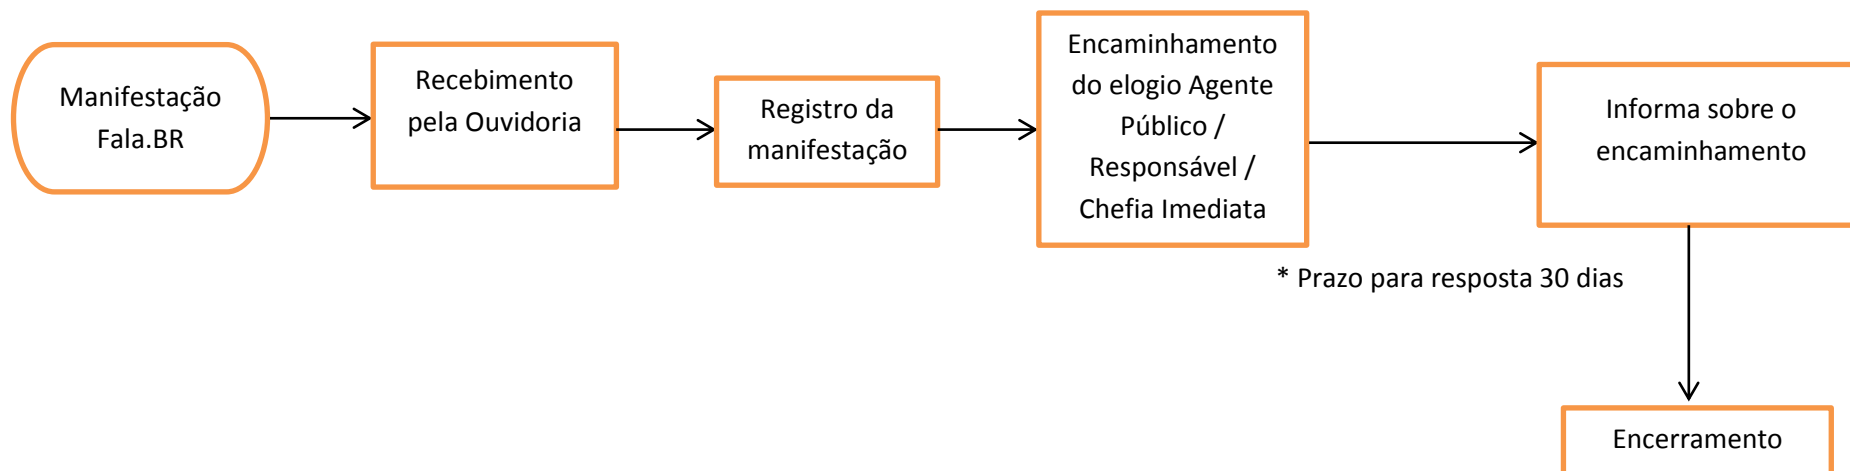 Manifestação
Fala.BR
Recebimento
pela Ouvidoria
Registro da
manifestação
Encaminhamento
do elogio Agente
Público /
Responsável /
Chefia Imediata
Informa sobre o
encaminhamento
* Prazo para resposta 30 dias
Encerramento